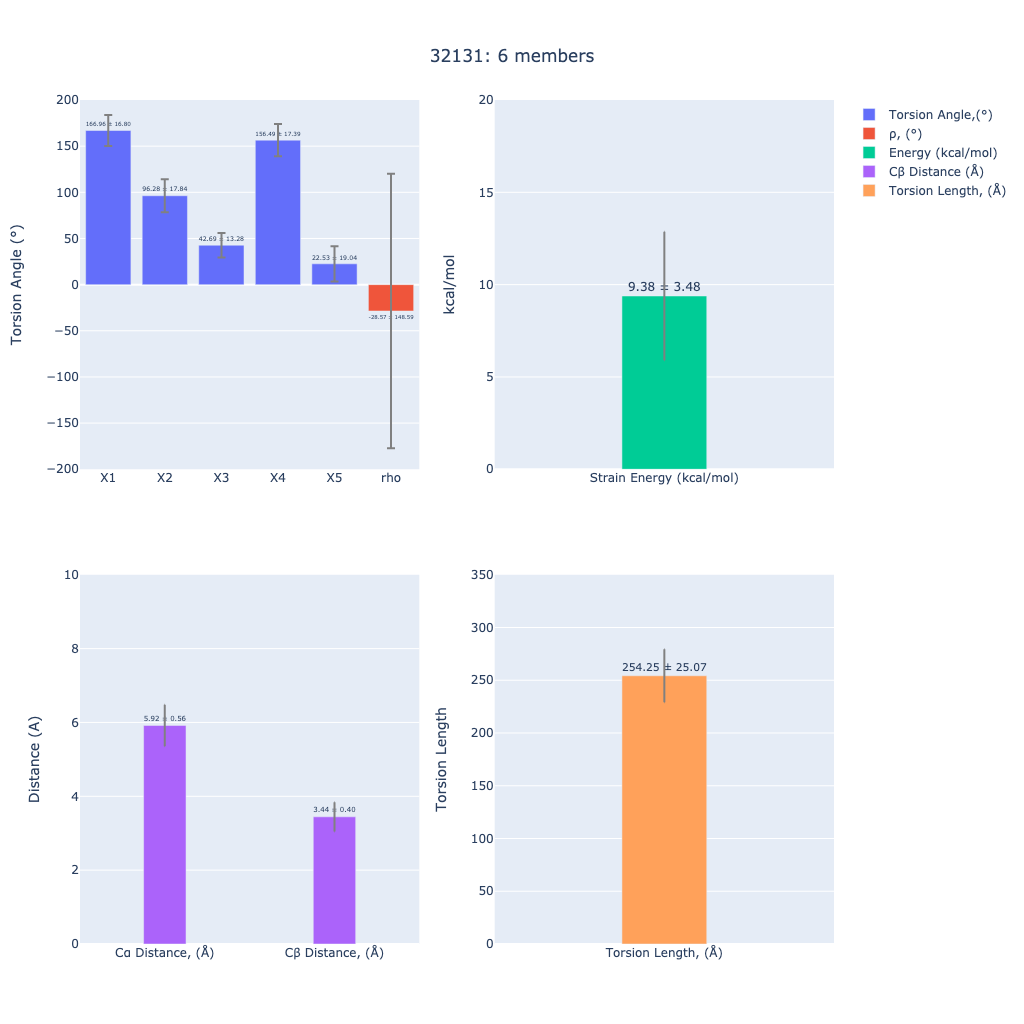 32131: 6 members
200
150
100
50
0
−50
−100
−150
−200
Torsion Angle (°)
166.96 ± 16.80
96.28 ± 17.84
42.69 ± 13.28
156.49 ± 17.39
22.53 ± 19.04
-28.57 ± 148.59
X1 X2 X3 X4 X5 rho
20
15
10
5
0
kcal/mol
9.38 ± 3.48
Strain Energy (kcal/mol)
Torsion Angle,(°)
ρ, (°)
Energy (kcal/mol)
Cβ Distance (Å)
Torsion Length, (Å)
10
8
6
4
2
0
Distance (A)
5.92 ± 0.56
3.44 ± 0.40
Cα Distance, (Å) Cβ Distance, (Å)
350
300
250
200
150
100
50
0
Torsion Length
254.25 ± 25.07
Torsion Length, (Å)